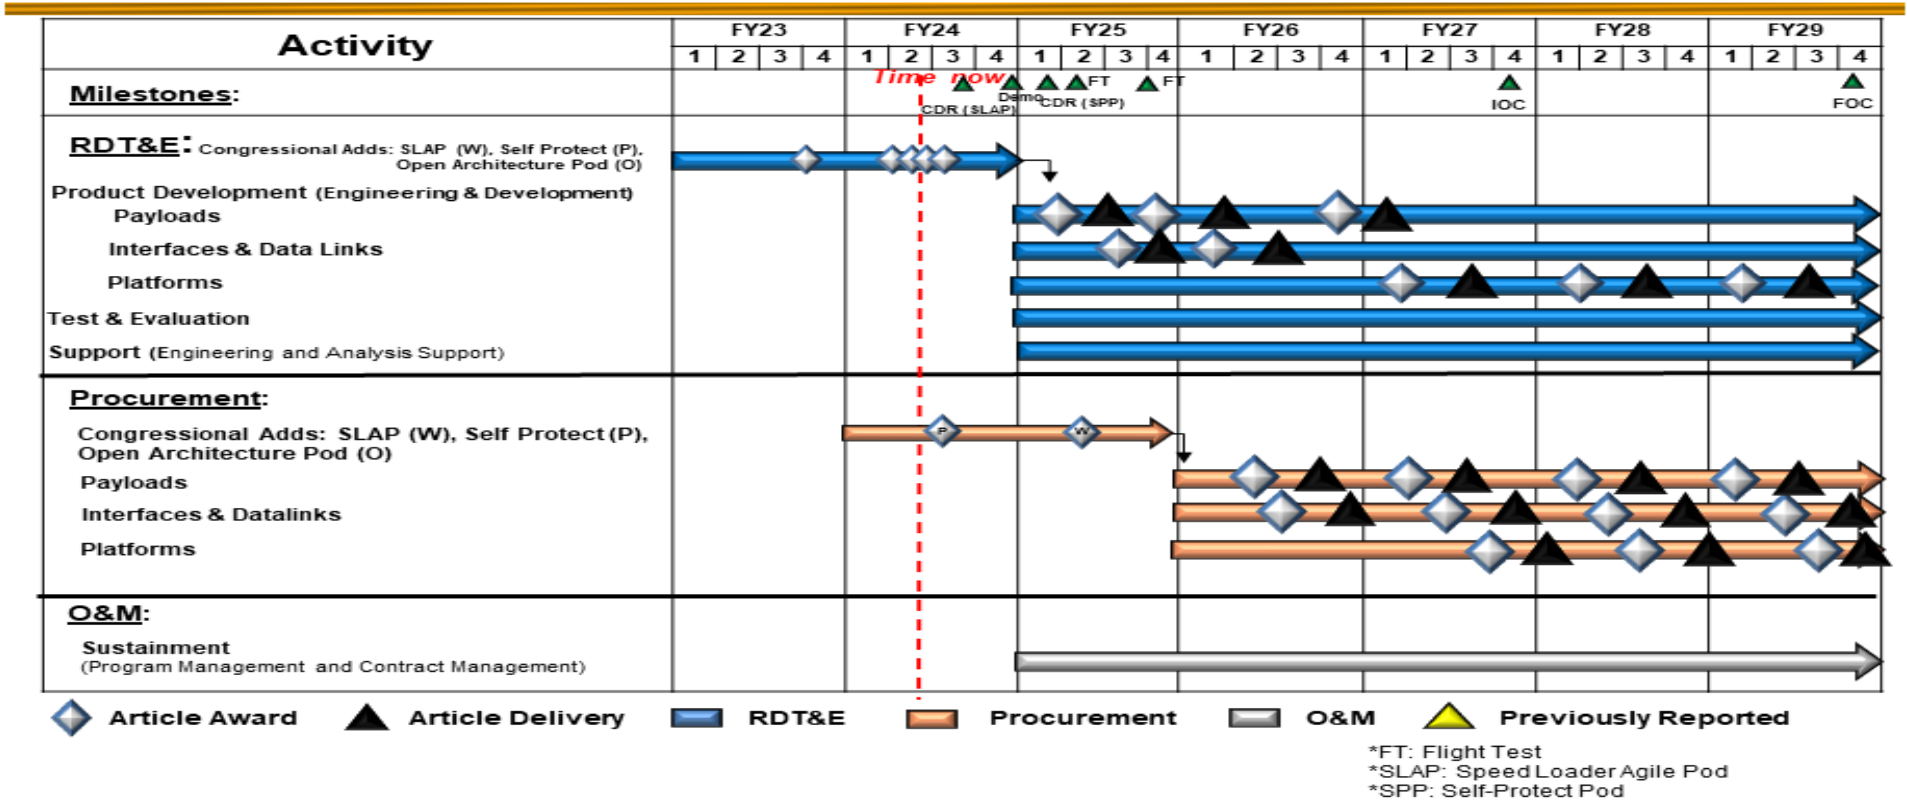 Activity
FY23 FY24 FY25 FY26 FY27 FY28 FY29
1 2 3 4 1 2 3 4 1 2 3 4 1 2 3 4 1 2 3 4 1 2 3 4 1 2 3 4
Time now
Milestones:
FT FT
Demo
CDR (SLAP) CDR (SPP) IOC FOC
RDT&E: Congressional Adds: SLAP (W), Self Protect (P),
Open Architecture Pod (O)
Product Development (Engineering & Development)
Payloads
Interfaces & Data Links
Platforms
Test & Evaluation
Support (Engineering and Analysis Support)
Procurement:
Congressional Adds: SLAP (W), Self Protect (P),
Open Architecture Pod (O)
P W
Payloads
Interfaces & Datalinks
Platforms
O&M:
Sustainment
(Program Management and Contract Management)
Article Award Article Delivery RDT&E Procurement O&M Previously Reported
*FT: Flight Test
*SLAP: Speed Loader Agile Pod
*SPP: Self-Protect Pod